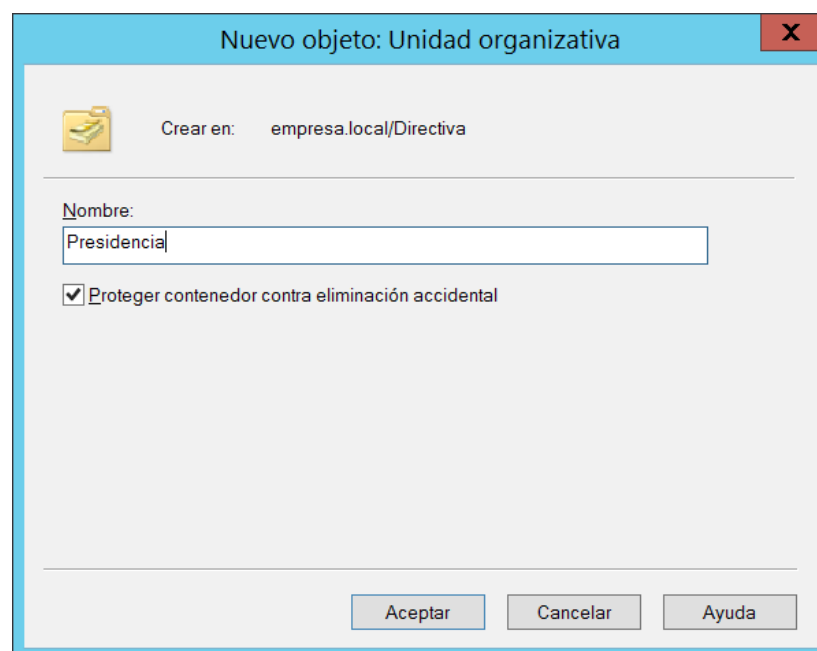 Nuevo objeto: Unidad organizativa
X
Crear en: empresa.local/Directiva
Nombre:
Presidencia
Proteger contenedor contra eliminación accidental
Aceptar Cancelar Ayuda